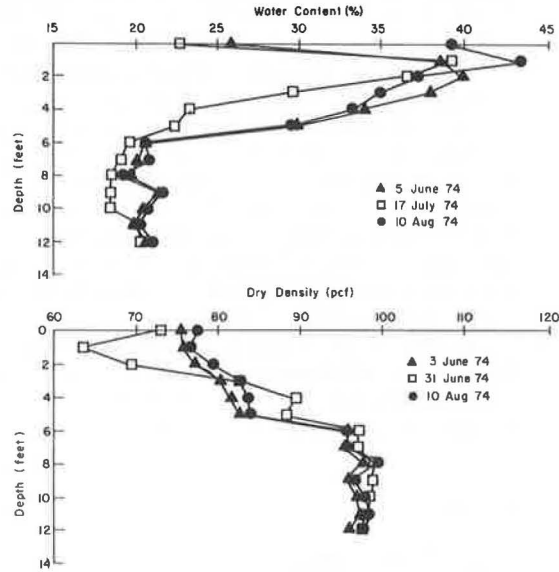 Water Content (%)
15 20 25 30 35 40 45
0
2
4
6
8
10
12
14
Depth (feet)
5 June 74
17 July 74
10 Aug 74
Dry Density (pcf)
60 70 80 90 100 110 120
0
2
4
6
8
10
12
14
Depth (feet)
3 June 74
31 June 74
10 Aug 74